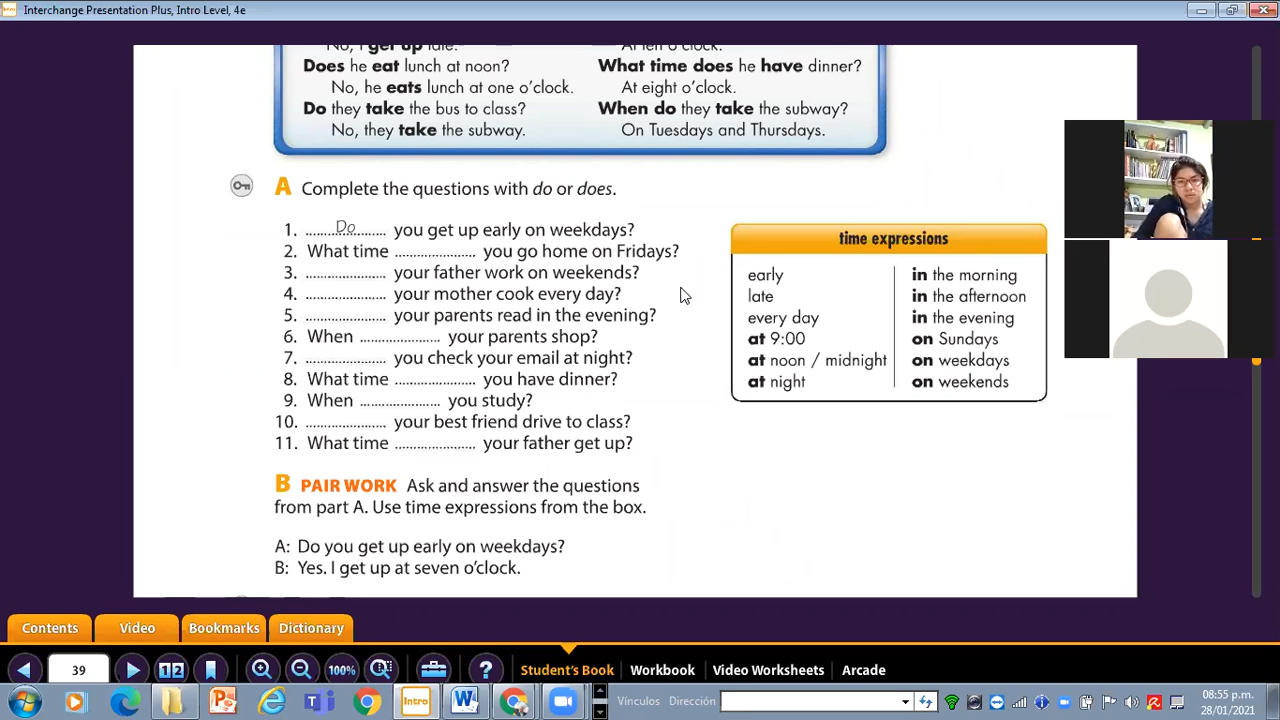 Interchange Presentation Plus, Intro Level, 4e
No, I get up late. At ten o'clock.
Does he eat lunch at noon? What time does he have dinner?
No, he eats lunch at one o'clock. At eight o'clock.
Do they take the bus to class? When do they take the subway?
No, they take the subway. On Tuesdays and Thursdays.
A Complete the questions with do or does.
1. ......Do...... you get up early on weekdays?
2. What time ...................... you go home on Fridays?
3. ...................... your father work on weekends?
4. ...................... your mother cook every day?
5. ...................... your parents read in the evening?
6. When ...................... your parents shop?
7. ...................... you check your email at night?
8. What time ...................... you have dinner?
9. When ...................... you study?
10. ...................... your best friend drive to class?
11. What time ...................... your father get up?
time expressions
early in the morning
late in the afternoon
every day in the evening
at 9:00 on Sundays
at noon / midnight on weekdays
at night on weekends
B PAIR WORK Ask and answer the questions
from part A. Use time expressions from the box.
A: Do you get up early on weekdays?
B: Yes. I get up at seven o'clock.
Contents Video Bookmarks Dictionary
39 12 100% ? Student's Book Workbook Video Worksheets Arcade
Intro Vínculos Dirección 08:55 p.m.
28/01/2021